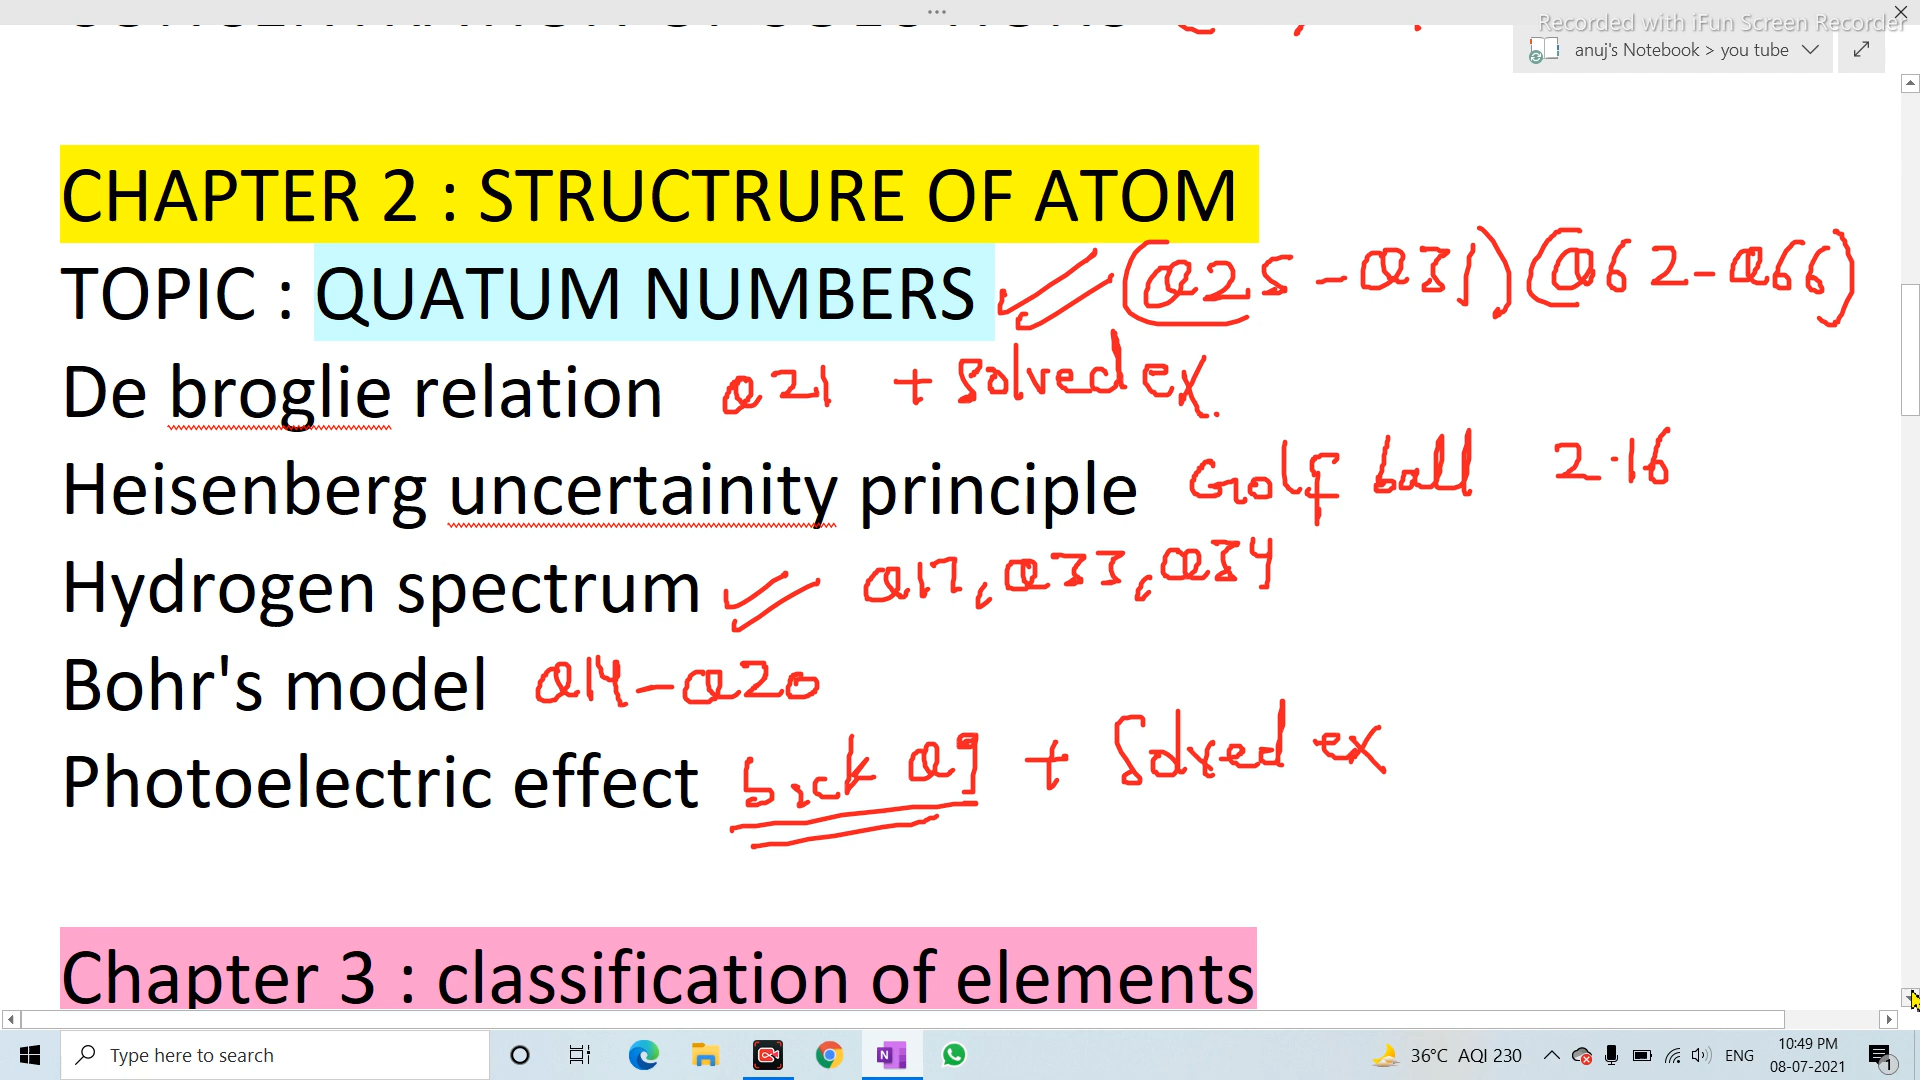 Recorded with iFun Screen Recorder
anuj's Notebook > you tube
CHAPTER 2 : STRUCTRURE OF ATOM
TOPIC : QUATUM NUMBERS (Q25 - Q31) (Q62 - Q66)
De broglie relation Q21 + Solved ex.
Heisenberg uncertainity principle Golf ball 2.16
Hydrogen spectrum Q17, Q33, Q34
Bohr's model Q14 - Q20
Photoelectric effect back Q9 + Solved ex
Chapter 3 : classification of elements
Type here to search
36°C AQI 230
ENG
10:49 PM
08-07-2021
1